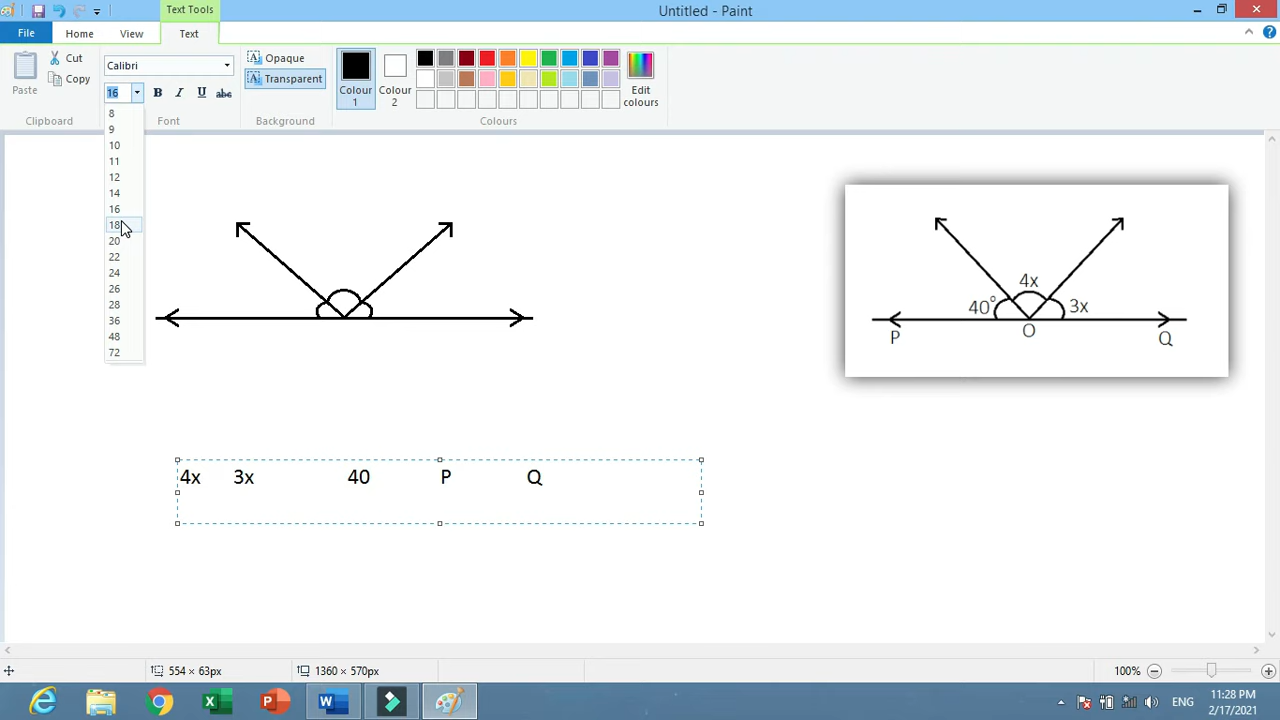 Text Tools
Untitled - Paint
File
Home
View
Text
Paste
Cut
Copy
Clipboard
Calibri
16
B I U abc
Font
8
9
10
11
12
14
16
18
20
22
24
26
28
36
48
72
Opaque
Transparent
Background
Colour 1
Colour 2
Edit colours
Colours
4x
40°
3x
P
O
Q
4x 3x 40 P Q
554 × 63px
1360 × 570px
100%
ENG
11:28 PM
2/17/2021